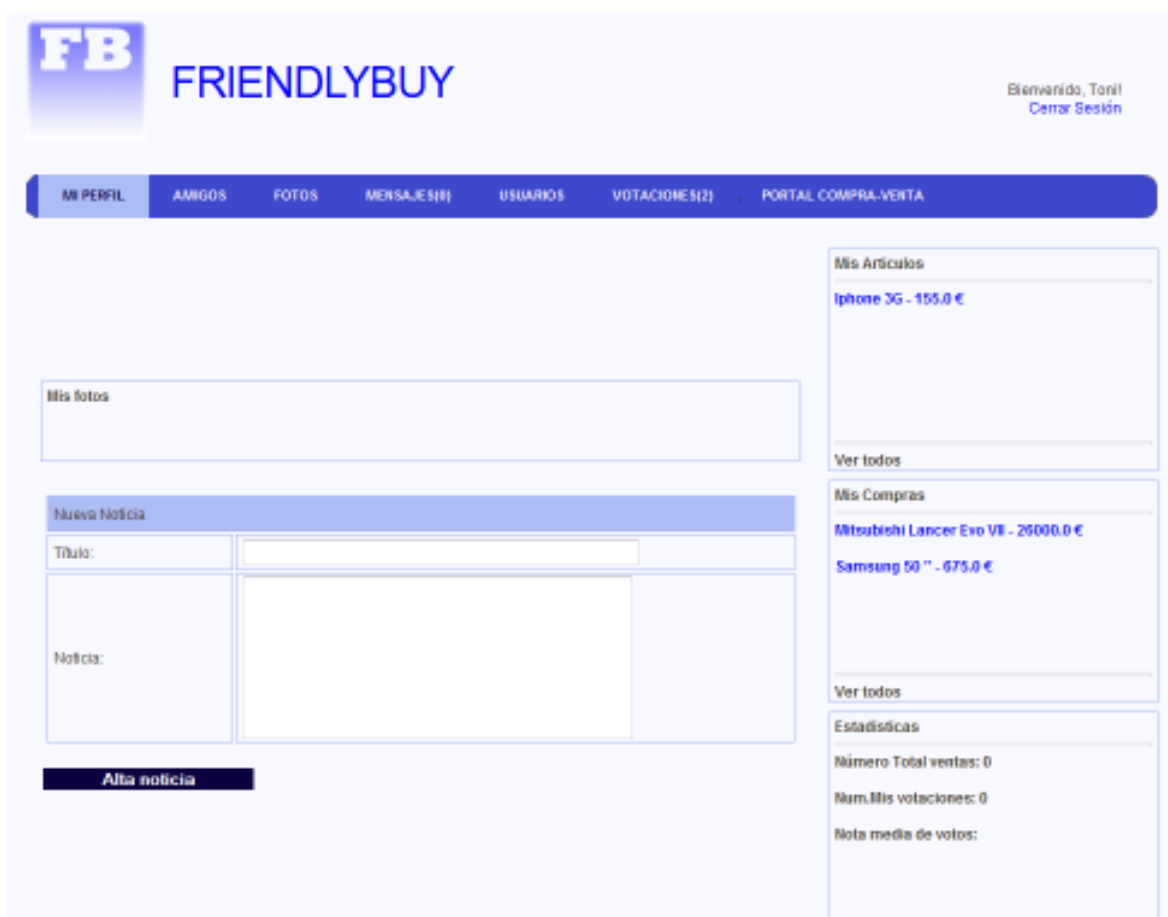 FB
FRIENDLYBUY
Bienvenido, Toni!
Cerrar Sesión
MI PERFIL AMIGOS FOTOS MENSAJES(0) USUARIOS VOTACIONES(2) PORTAL COMPRA-VENTA
Mis Articulos
Iphone 3G - 155.0 €
Ver todos
Mis fotos
Nueva Noticia
Título:
Noticia:
Alta noticia
Mis Compras
Mitsubishi Lancer Evo VII - 26000.0 €
Samsung 50 '' - 675.0 €
Ver todos
Estadisticas
Número Total ventas: 0
Num.Mis votaciones: 0
Nota media de votos: